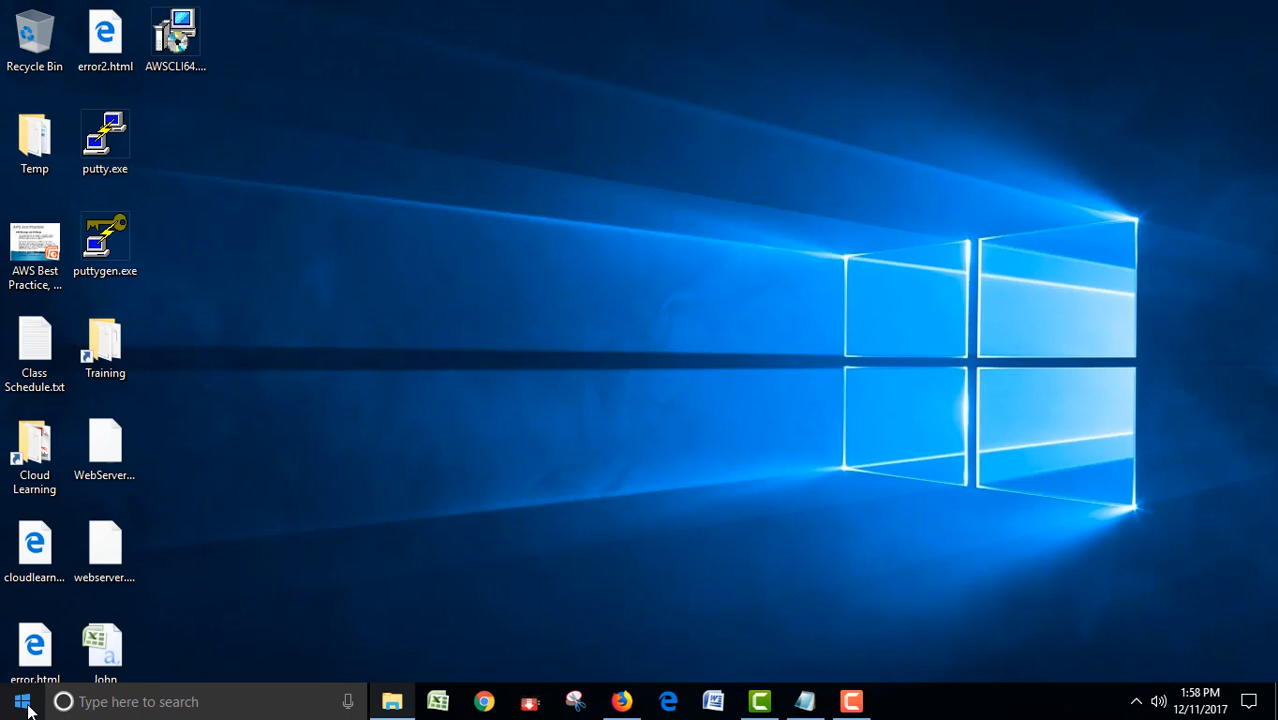 Recycle Bin
error2.html
AWSCLI64....
Temp
putty.exe
AWS Best
Practice, ...
puttygen.exe
Class
Schedule.txt
Training
Cloud
Learning
WebServer...
cloudlearn...
webserver....
error.html
John
Type here to search
1:58 PM
12/11/2017